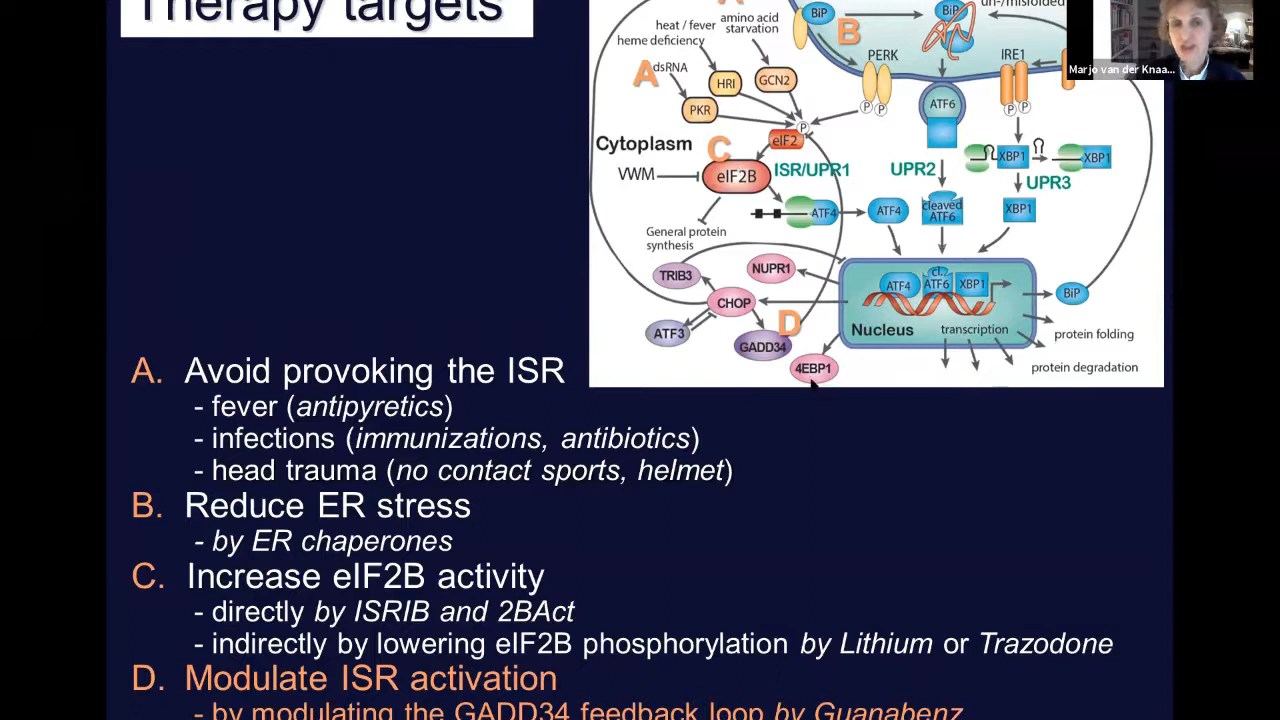 Therapy targets
un-/misfolded
BiP
BiP
heat / fever
amino acid
starvation
heme deficiency
A
B
PERK
IRE1
Marjo van der Knaa...
A
dsRNA
HRI
GCN2
ATF6
P
P
P
P
PKR
P
Cytoplasm
eIF2
C
XBP1
XBP1
VWM
eIF2B
ISR/UPR1
UPR2
UPR3
ATF4
ATF4
cleaved
ATF6
XBP1
General protein
synthesis
TRIB3
NUPR1
cl.
ATF4
ATF6
XBP1
BiP
CHOP
D
Nucleus
transcription
ATF3
GADD34
protein folding
4EBP1
protein degradation
A. Avoid provoking the ISR
- fever (antipyretics)
- infections (immunizations, antibiotics)
- head trauma (no contact sports, helmet)
B. Reduce ER stress
- by ER chaperones
C. Increase eIF2B activity
- directly by ISRIB and 2BAct
- indirectly by lowering eIF2B phosphorylation by Lithium or Trazodone
D. Modulate ISR activation
- by modulating the GADD34 feedback loop by Guanabenz